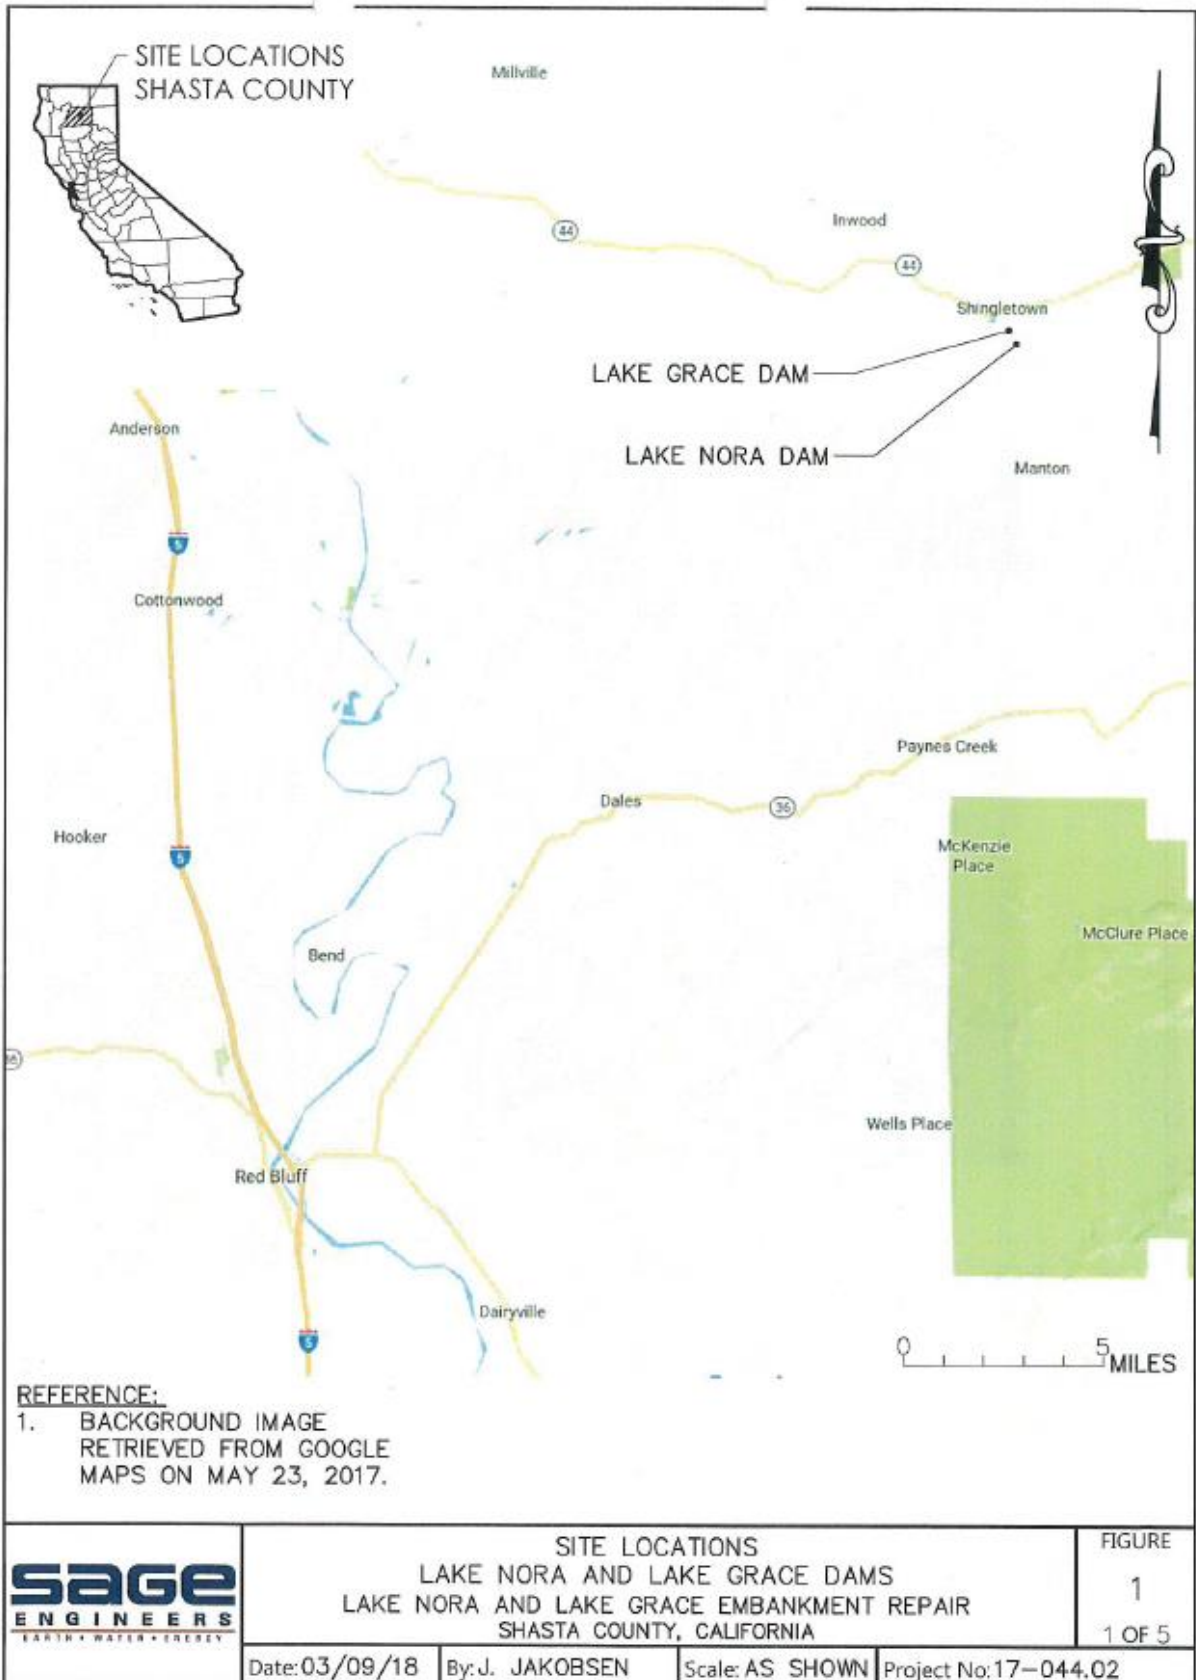 SITE LOCATIONS
SHASTA COUNTY
Millville
44
Inwood
44
Shingletown
LAKE GRACE DAM
LAKE NORA DAM
Manton
Anderson
5
Cottonwood
Hooker
5
Paynes Creek
Dales
36
McKenzie
Place
McClure Place
Bend
Wells Place
Red Bluff
Dairyville
5
0 5 MILES
REFERENCE:
1. BACKGROUND IMAGE
RETRIEVED FROM GOOGLE
MAPS ON MAY 23, 2017.
sage
ENGINEERS
EARTH • WATER • ENERGY
SITE LOCATIONS
LAKE NORA AND LAKE GRACE DAMS
LAKE NORA AND LAKE GRACE EMBANKMENT REPAIR
SHASTA COUNTY, CALIFORNIA
FIGURE
1
1 OF 5
Date: 03/09/18 By: J. JAKOBSEN Scale: AS SHOWN Project No: 17-044.02